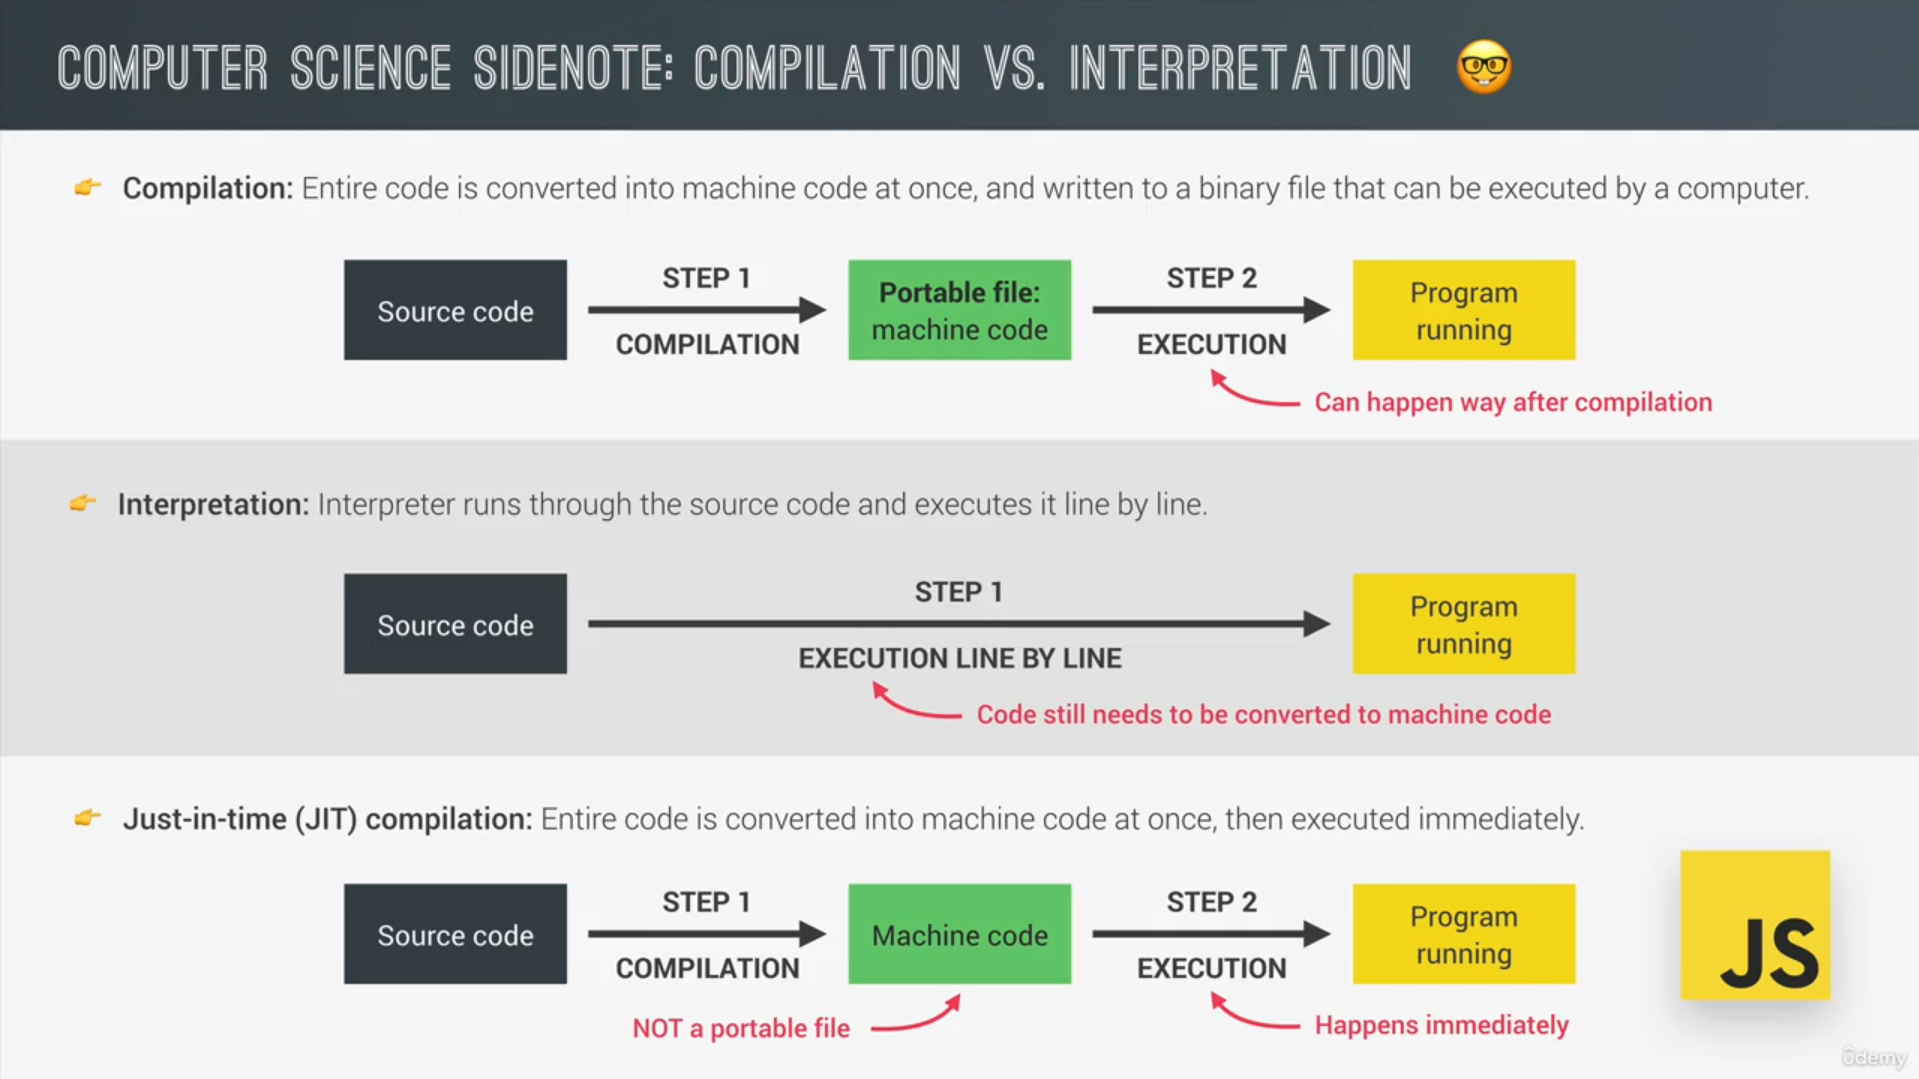 COMPUTER SCIENCE SIDENOTE: COMPILATION VS. INTERPRETATION
Compilation: Entire code is converted into machine code at once, and written to a binary file that can be executed by a computer.
Source code
STEP 1
COMPILATION
Portable file:
machine code
STEP 2
EXECUTION
Program
running
Can happen way after compilation
Interpretation: Interpreter runs through the source code and executes it line by line.
Source code
STEP 1
EXECUTION LINE BY LINE
Program
running
Code still needs to be converted to machine code
Just-in-time (JIT) compilation: Entire code is converted into machine code at once, then executed immediately.
Source code
STEP 1
COMPILATION
Machine code
STEP 2
EXECUTION
Program
running
NOT a portable file
Happens immediately
JS
ûdemy